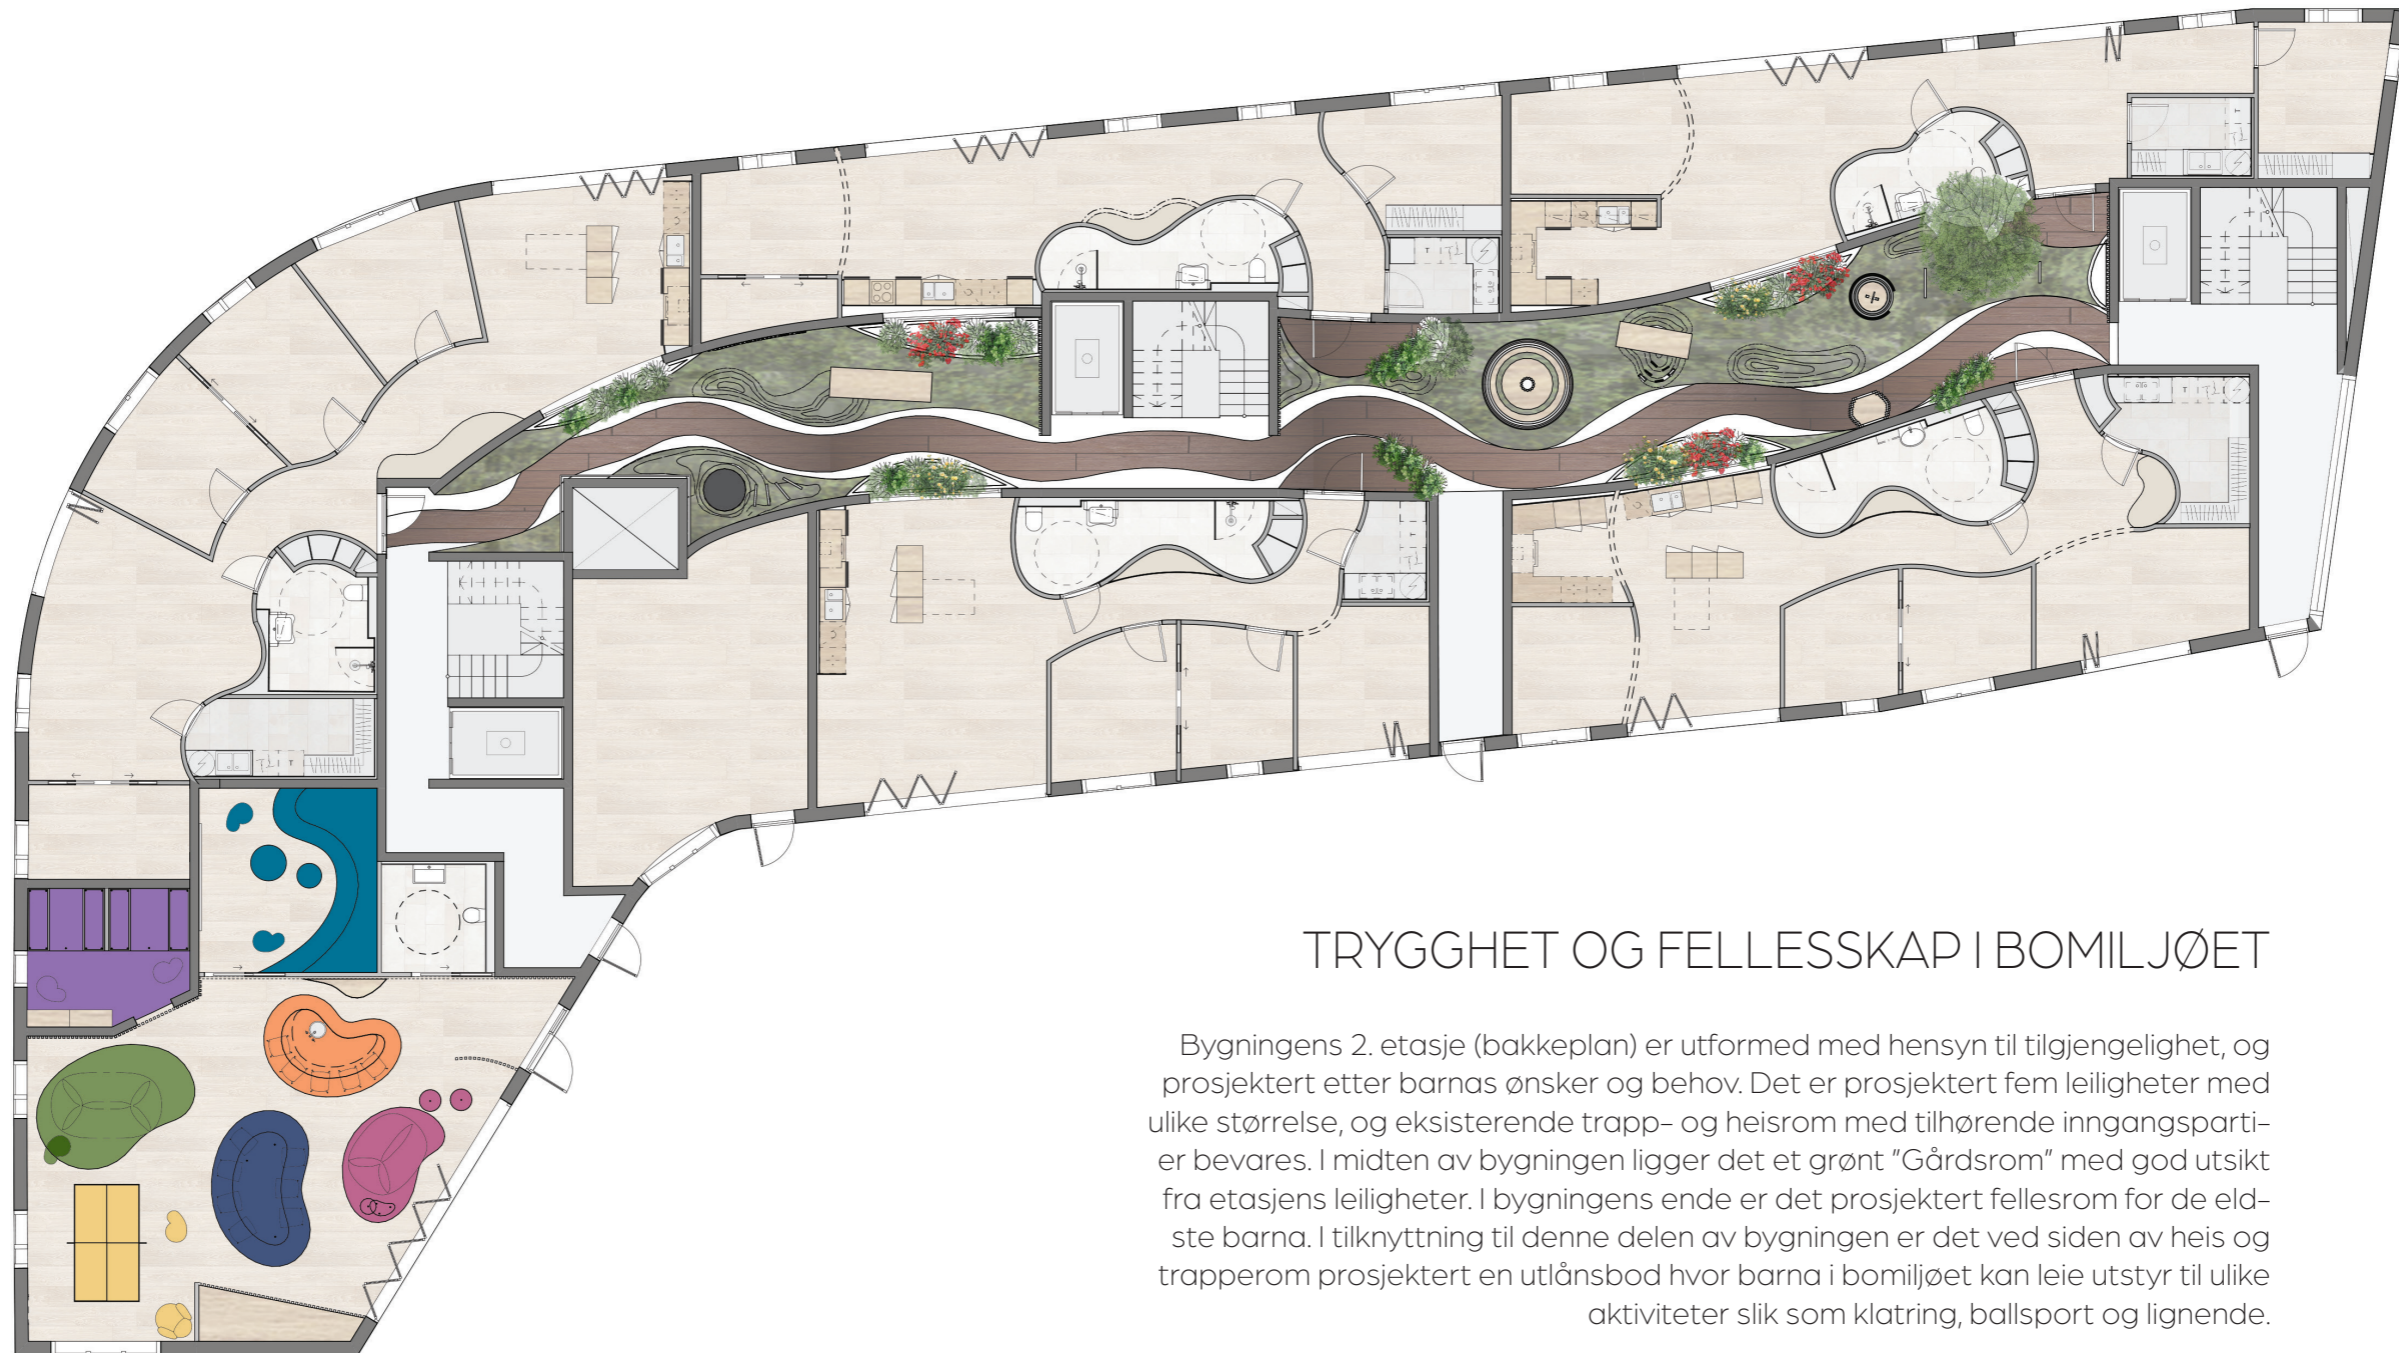 TRYGGHET OG FELLESSKAP I BOMILJØET
Bygningens 2. etasje (bakkeplan) er utformed med hensyn til tilgjengelighet, og
prosjektert etter barnas ønsker og behov. Det er prosjektert fem leiligheter med
ulike størrelse, og eksisterende trapp- og heisrom med tilhørende inngangsparti-
er bevares. I midten av bygningen ligger det et grønt "Gårdsrom" med god utsikt
fra etasjens leiligheter. I bygningens ende er det prosjektert fellesrom for de eld-
ste barna. I tilknyttning til denne delen av bygningen er det ved siden av heis og
trapperom prosjektert en utlånsbod hvor barna i bomiljøet kan leie utstyr til ulike
aktiviteter slik som klatring, ballsport og lignende.